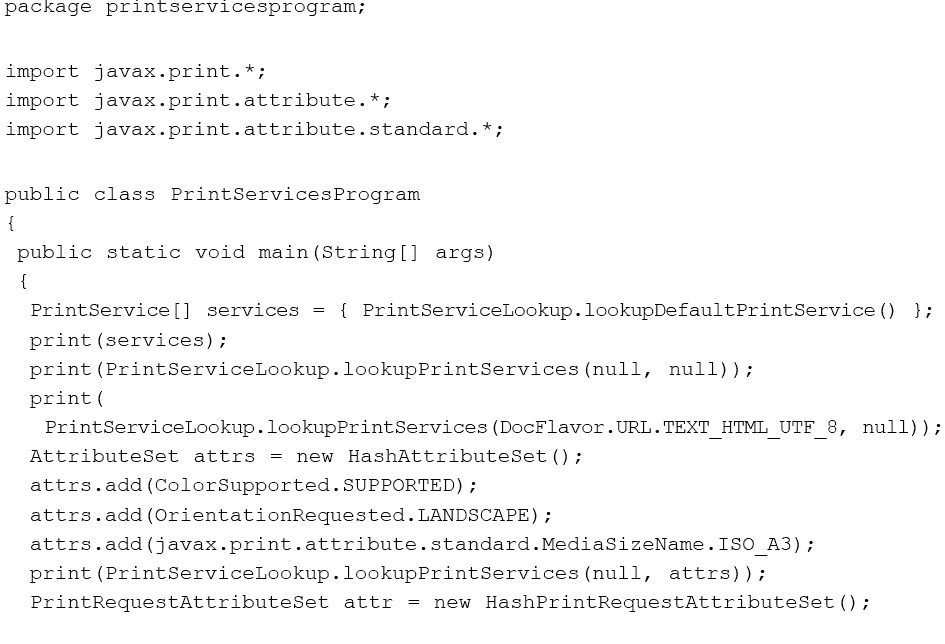 package printservicesprogram;
import javax.print.*;
import javax.print.attribute.*;
import javax.print.attribute.standard.*;
public class PrintServicesProgram
{
public static void main(String[] args)
{
PrintService[] services = { PrintServiceLookup.lookupDefaultPrintService() };
print(services);
print(PrintServiceLookup.lookupPrintServices(null, null));
print(
PrintServiceLookup.lookupPrintServices(DocFlavor.URL.TEXT_HTML_UTF_8, null));
AttributeSet attrs = new HashAttributeSet();
attrs.add(ColorSupported.SUPPORTED);
attrs.add(OrientationRequested.LANDSCAPE);
attrs.add(javax.print.attribute.standard.MediaSizeName.ISO_A3);
print(PrintServiceLookup.lookupPrintServices(null, attrs));
PrintRequestAttributeSet attr = new HashPrintRequestAttributeSet();